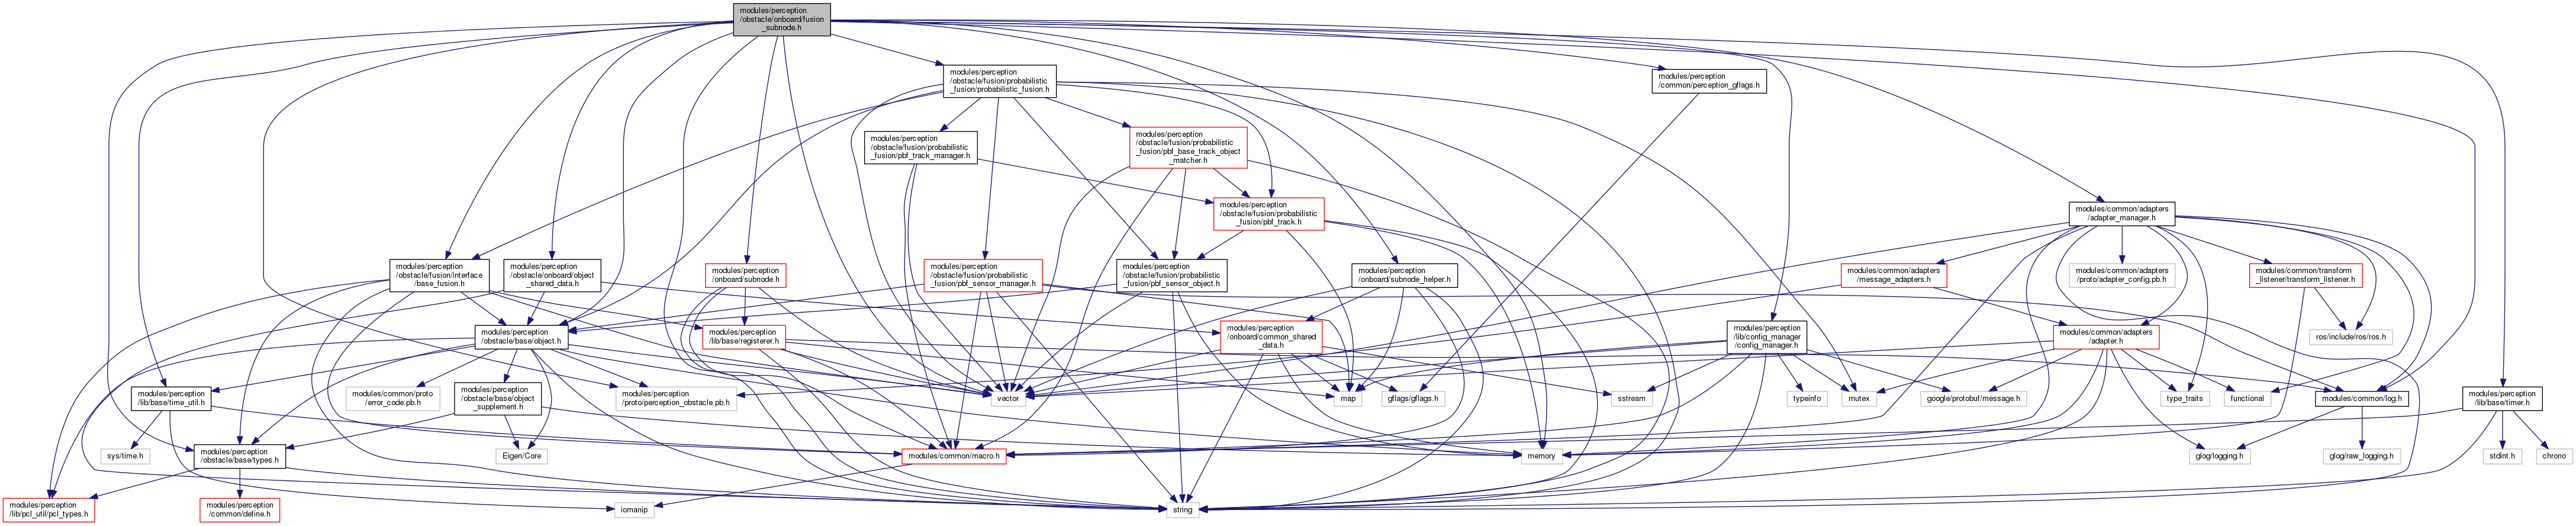 modules/perception
/obstacle/onboard/fusion
_subnode.h
modules/perception
/obstacle/fusion/probabilistic
_fusion/probabilistic_fusion.h
modules/perception
/common/perception_gflags.h
modules/perception
/obstacle/fusion/probabilistic
_fusion/pbf_track_manager.h
modules/perception
/obstacle/fusion/probabilistic
_fusion/pbf_base_track_object
_matcher.h
modules/perception
/obstacle/fusion/probabilistic
_fusion/pbf_track.h
modules/common/adapters
/adapter_manager.h
modules/perception
/obstacle/fusion/interface
/base_fusion.h
modules/perception
/obstacle/onboard/object
_shared_data.h
modules/perception
/onboard/subnode.h
modules/perception
/obstacle/fusion/probabilistic
_fusion/pbf_sensor_manager.h
modules/perception
/obstacle/fusion/probabilistic
_fusion/pbf_sensor_object.h
modules/perception
/onboard/subnode_helper.h
modules/common/adapters
/message_adapters.h
modules/common/adapters
/proto/adapter_config.pb.h
modules/common/transform
_listener/transform_listener.h
modules/perception
/obstacle/base/object.h
modules/perception
/lib/base/registerer.h
modules/perception
/onboard/common_shared
_data.h
modules/perception
/lib/config_manager
/config_manager.h
modules/common/adapters
/adapter.h
ros/include/ros/ros.h
modules/perception
/lib/base/time_util.h
modules/common/proto
/error_code.pb.h
modules/perception
/obstacle/base/object
_supplement.h
modules/perception
/proto/perception_obstacle.pb.h
vector
map
gflags/gflags.h
sstream
typeinfo
mutex
google/protobuf/message.h
type_traits
functional
modules/common/log.h
modules/perception
/lib/base/timer.h
sys/time.h
modules/perception
/obstacle/base/types.h
Eigen/Core
modules/common/macro.h
memory
glog/logging.h
glog/raw_logging.h
stdint.h
chrono
modules/perception
/lib/pcl_util/pcl_types.h
modules/perception
/common/define.h
iomanip
string